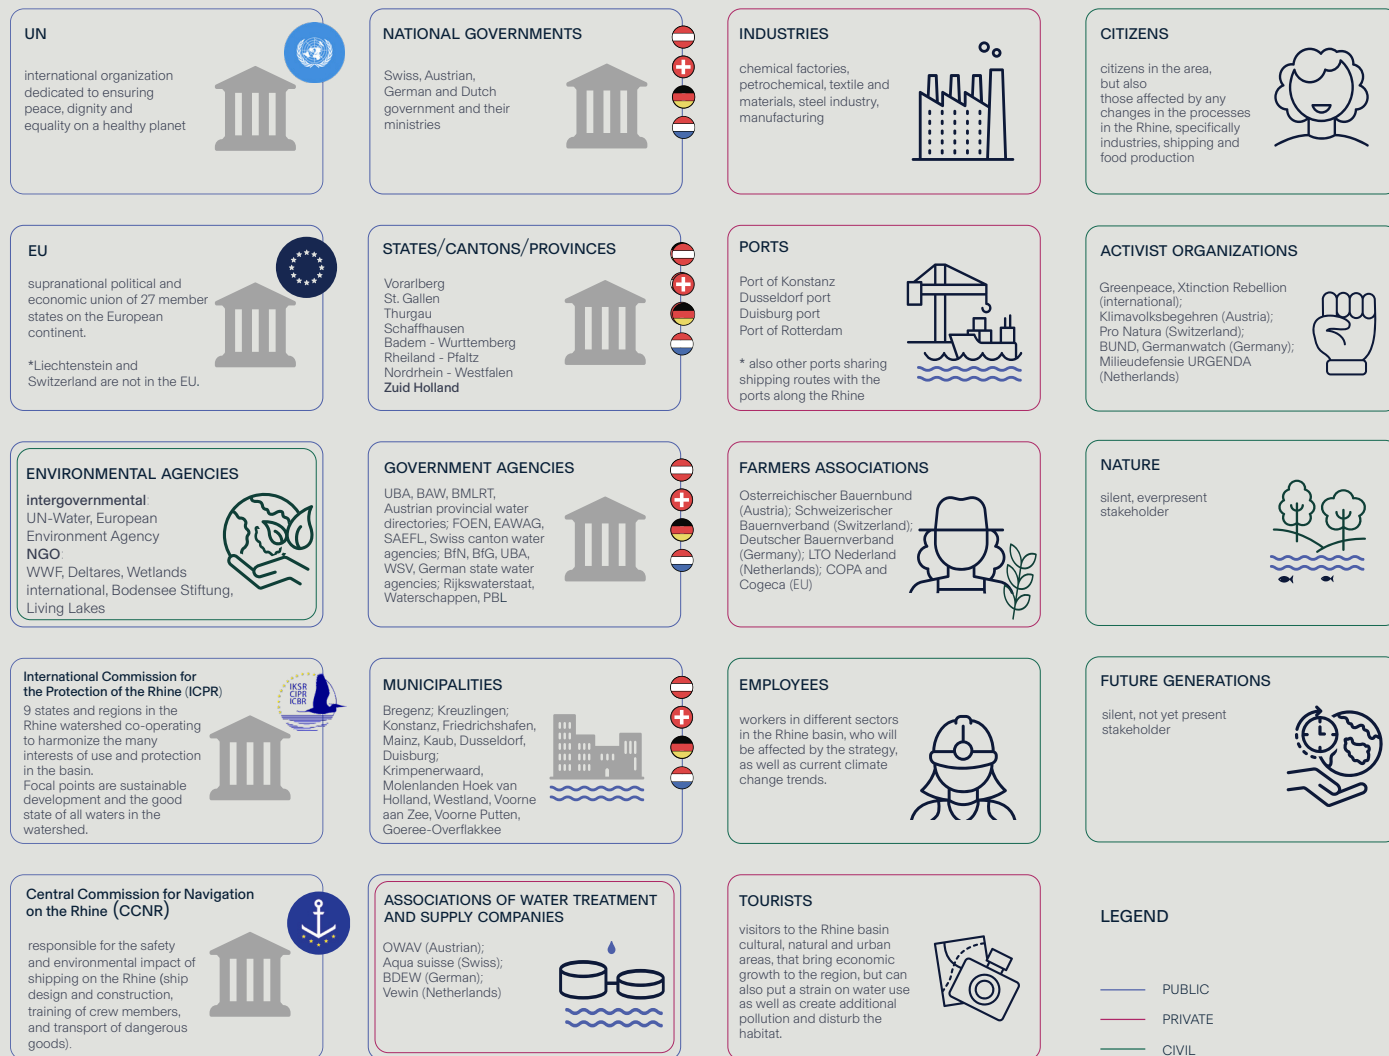 UN
international organization
dedicated to ensuring
peace, dignity and
equality on a healthy planet
NATIONAL GOVERNMENTS
Swiss, Austrian,
German and Dutch
government and their
ministries
INDUSTRIES
chemical factories,
petrochemical, textile and
materials, steel industry,
manufacturing
CITIZENS
citizens in the area,
but also
those affected by any
changes in the processes
in the Rhine, specifically
industries, shipping and
food production
EU
supranational political and
economic union of 27 member
states on the European
continent.
*Liechtenstein and
Switzerland are not in the EU.
STATES/CANTONS/PROVINCES
Vorarlberg
St. Gallen
Thurgau
Schaffhausen
Badem - Wurttemberg
Rheiland - Pfaltz
Nordrhein - Westfalen
Zuid Holland
PORTS
Port of Konstanz
Dusseldorf port
Duisburg port
Port of Rotterdam
* also other ports sharing
shipping routes with the
ports along the Rhine
ACTIVIST ORGANIZATIONS
Greenpeace, Xtinction Rebellion
(international);
Klimavolksbegehren (Austria);
Pro Natura (Switzerland);
BUND, Germanwatch (Germany);
Milieudefensie URGENDA
(Netherlands)
ENVIRONMENTAL AGENCIES
intergovernmental:
UN-Water, European
Environment Agency
NGO:
WWF, Deltares, Wetlands
international, Bodensee Stiftung,
Living Lakes
GOVERNMENT AGENCIES
UBA, BAW, BMLRT,
Austrian provincial water
directories; FOEN, EAWAG,
SAEFL, Swiss canton water
agencies; BfN, BfG, UBA,
WSV, German state water
agencies; Rijkswaterstaat,
Waterschappen, PBL
FARMERS ASSOCIATIONS
Osterreichischer Bauernbund
(Austria); Schweizerischer
Bauernverband (Switzerland);
Deutscher Bauernverband
(Germany); LTO Nederland
(Netherlands); COPA and
Cogeca (EU)
NATURE
silent, everpresent
stakeholder
International Commission for
the Protection of the Rhine (ICPR)
IKSR
CIPR
ICBR
9 states and regions in the
Rhine watershed co-operating
to harmonize the many
interests of use and protection
in the basin.
Focal points are sustainable
development and the good
state of all waters in the
watershed.
MUNICIPALITIES
Bregenz; Kreuzlingen;
Konstanz, Friedrichshafen,
Mainz, Kaub, Dusseldorf,
Duisburg;
Krimpenerwaard,
Molenlanden Hoek van
Holland, Westland, Voorne
aan Zee, Voorne Putten,
Goeree-Overflakkee
EMPLOYEES
workers in different sectors
in the Rhine basin, who will
be affected by the strategy,
as well as current climate
change trends.
FUTURE GENERATIONS
silent, not yet present
stakeholder
Central Commission for Navigation
on the Rhine (CCNR)
responsible for the safety
and environmental impact of
shipping on the Rhine (ship
design and construction,
training of crew members,
and transport of dangerous
goods).
ASSOCIATIONS OF WATER TREATMENT
AND SUPPLY COMPANIES
OWAV (Austrian);
Aqua suisse (Swiss);
BDEW (German);
Vewin (Netherlands)
TOURISTS
visitors to the Rhine basin
cultural, natural and urban
areas, that bring economic
growth to the region, but can
also put a strain on water use
as well as create additional
pollution and disturb the
habitat.
LEGEND
PUBLIC
PRIVATE
CIVIL